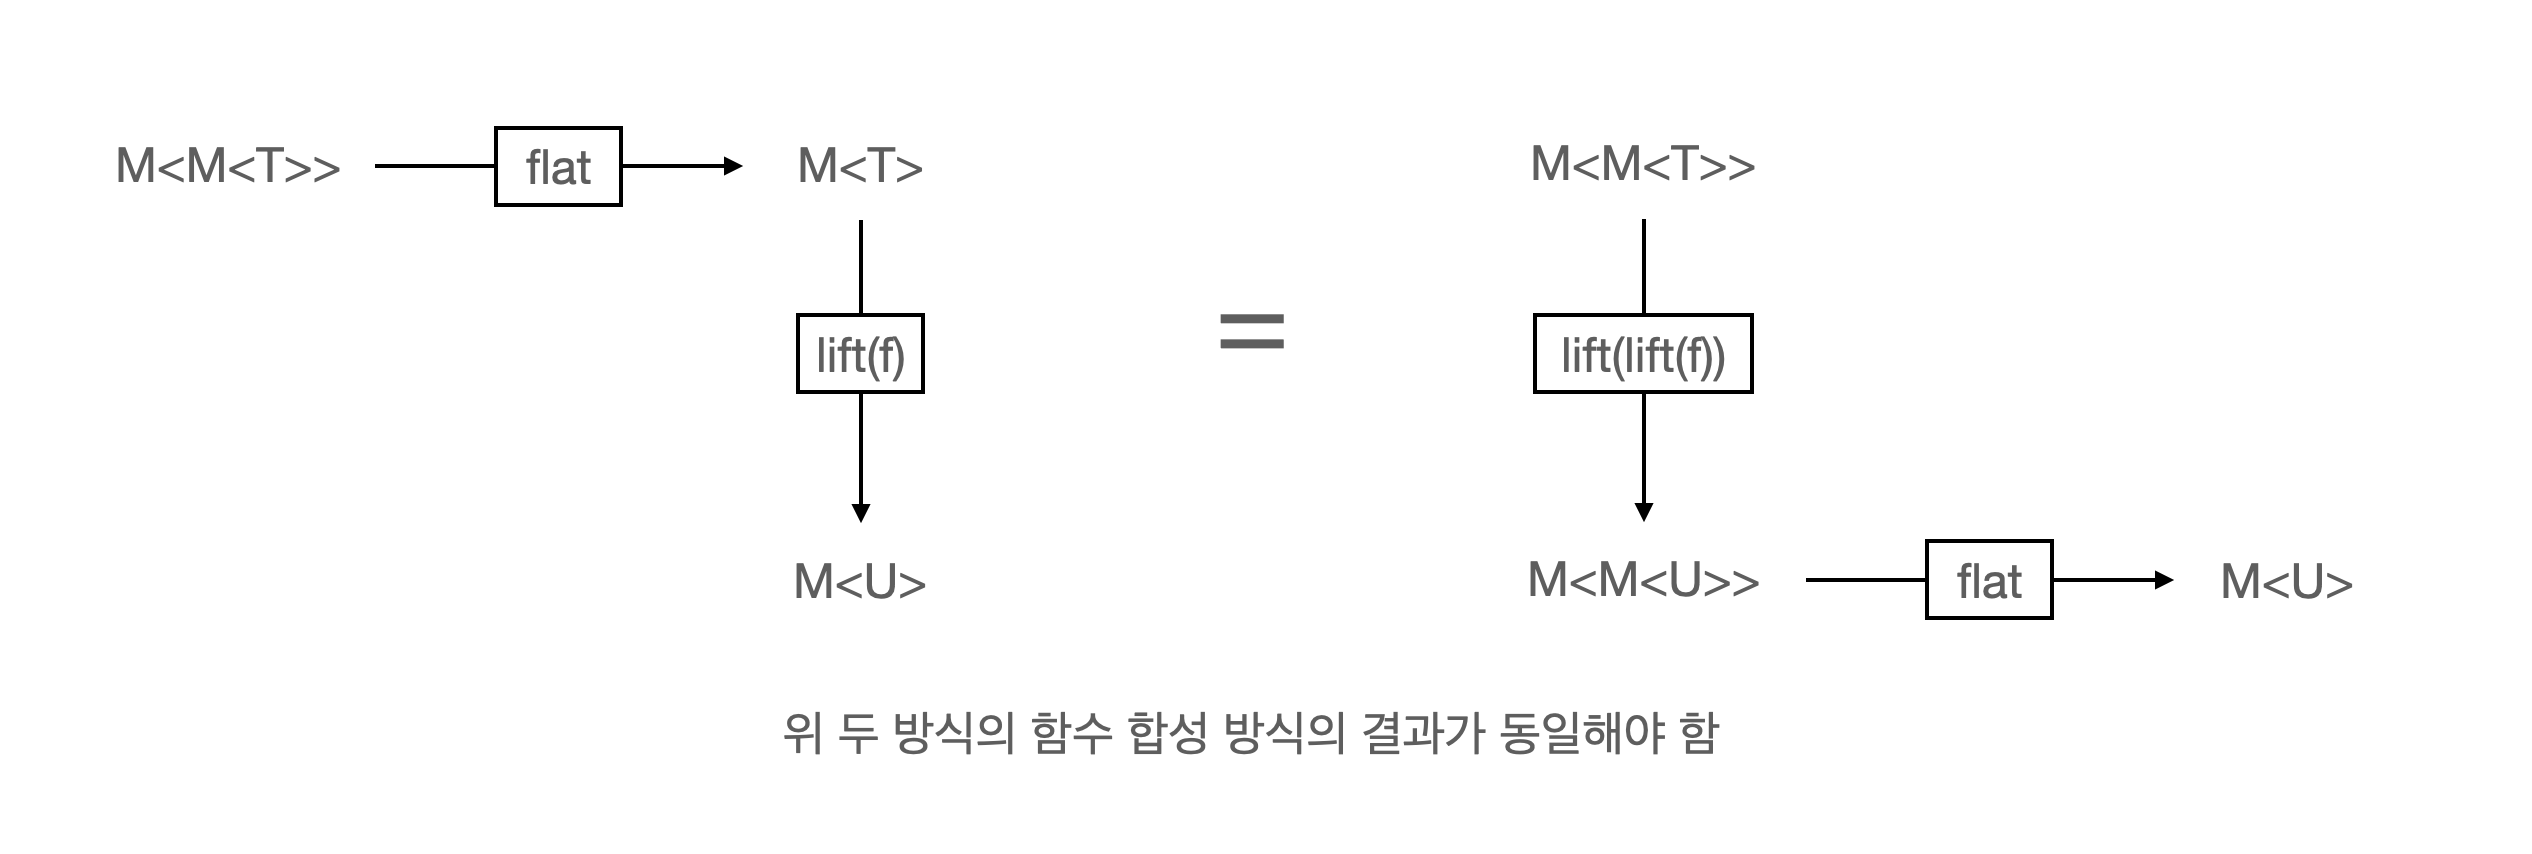 M<M<T>>
flat
M<T>
lift(f)
M<U>
=
M<M<T>>
lift(lift(f))
M<M<U>>
flat
M<U>
위 두 방식의 함수 합성 방식의 결과가 동일해야 함